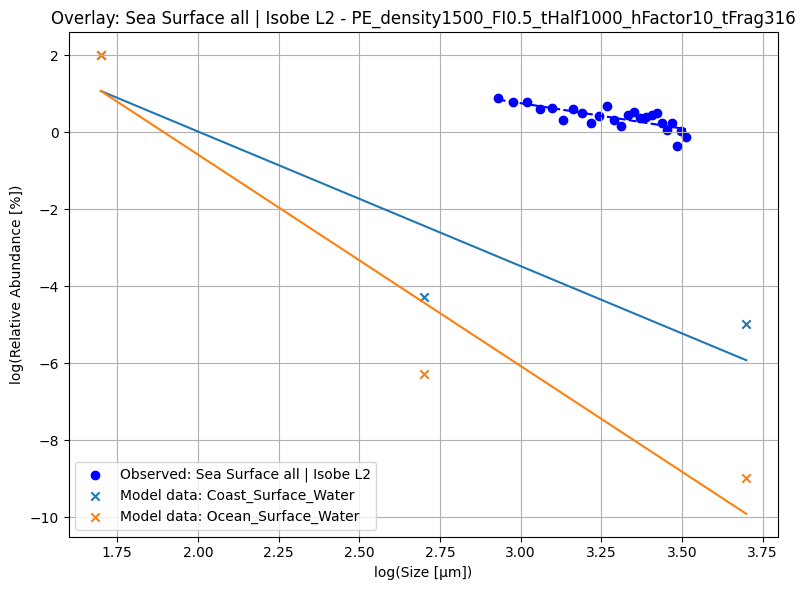 Overlay: Sea Surface all | Isobe L2 - PE_density1500_FI0.5_tHalf1000_hFactor10_tFrag316
log(Relative Abundance [%])
2
0
−2
−4
−6
−8
−10
Observed: Sea Surface all | Isobe L2
Model data: Coast_Surface_Water
Model data: Ocean_Surface_Water
1.75 2.00 2.25 2.50 2.75 3.00 3.25 3.50 3.75
log(Size [μm])